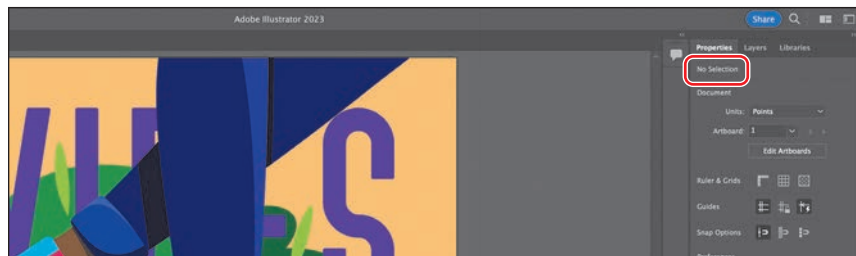 Adobe Illustrator 2023
Share
Properties Layers Libraries
No Selection
Document
Units: Points
Artboard: 1
Edit Artboards
Ruler & Grids
Guides
Snap Options